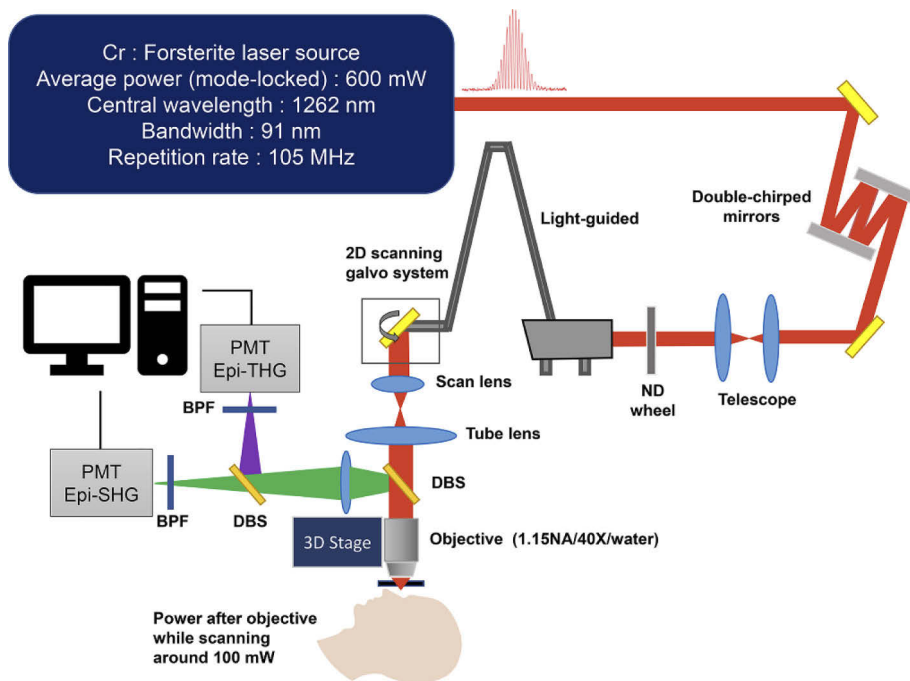 Cr : Forsterite laser source
Average power (mode-locked) : 600 mW
Central wavelength : 1262 nm
Bandwidth : 91 nm
Repetition rate : 105 MHz
Double-chirped
mirrors
Light-guided
2D scanning
galvo system
PMT
Epi-THG
BPF
Scan lens
ND
wheel
Telescope
Tube lens
PMT
Epi-SHG
BPF
DBS
DBS
3D Stage
Objective (1.15NA/40X/water)
Power after objective
while scanning
around 100 mW